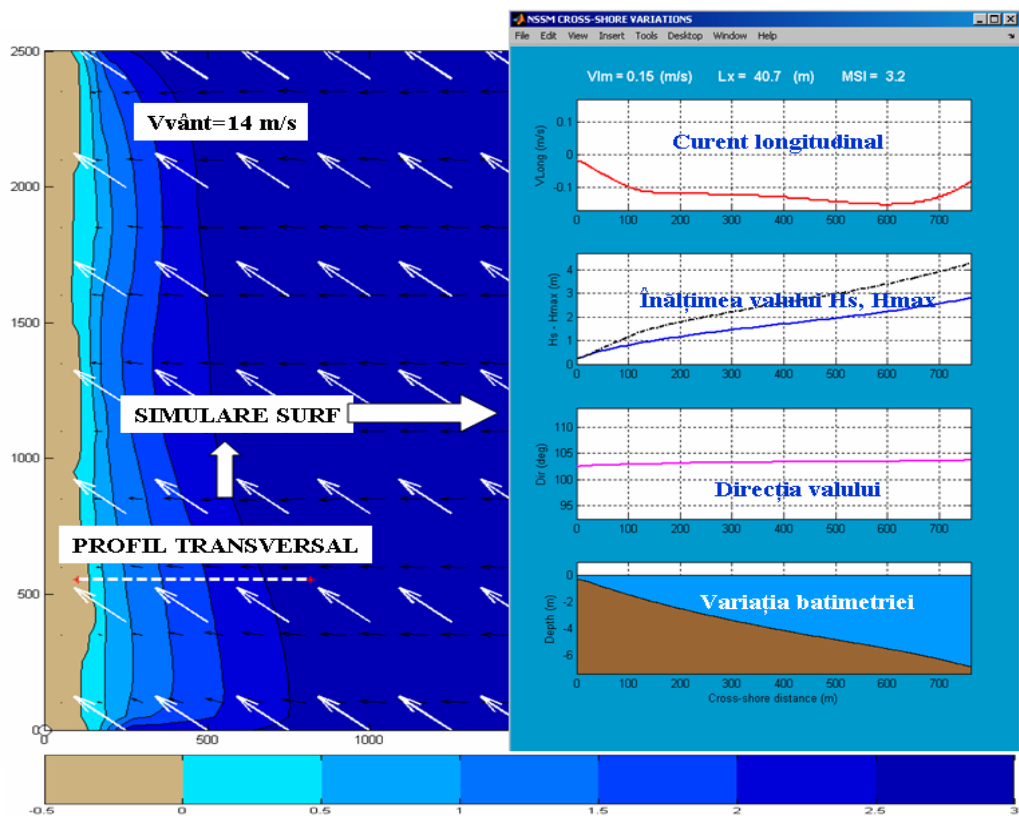 NSSM CROSS-SHORE VARIATIONS
File Edit View Insert Tools Desktop Window Help
Vlm = 0.15 (m/s) Lx = 40.7 (m) MSI = 3.2
2500
2000
1500
1000
500
0
0 500 1000
Vvânt=14 m/s
SIMULARE SURF
PROFIL TRANSVERSAL
VLong (m/s)
0.1
0
-0.1
Curent longitudinal
0 100 200 300 400 500 600 700
Hs - Hmax (m)
4
3
2
1
0
Înălțimea valului Hs, Hmax
0 100 200 300 400 500 600 700
Dir (deg)
110
105
100
95
Direcția valului
0 100 200 300 400 500 600 700
Depth (m)
0
-2
-4
-6
Variația batimetriei
0 100 200 300 400 500 600 700
Cross-shore distance (m)
-0.5 0 0.5 1 1.5 2 2.5 3